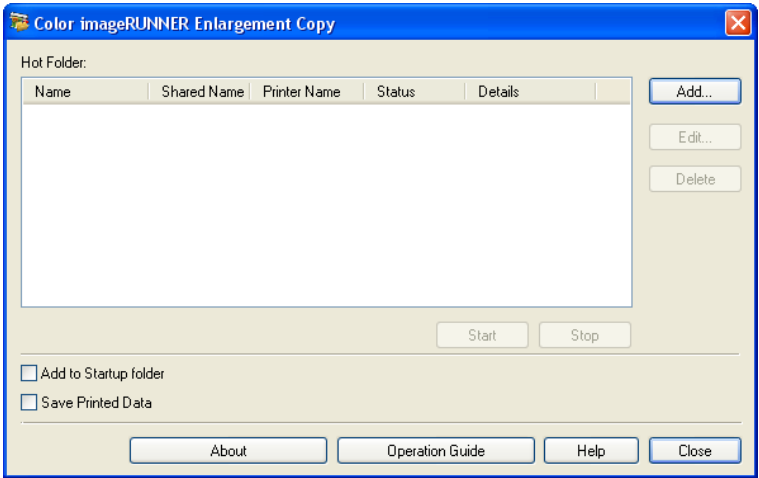 Color imageRUNNER Enlargement Copy
Hot Folder:
Name Shared Name Printer Name Status Details
Add...
Edit...
Delete
Start Stop
Add to Startup folder
Save Printed Data
About Operation Guide Help Close